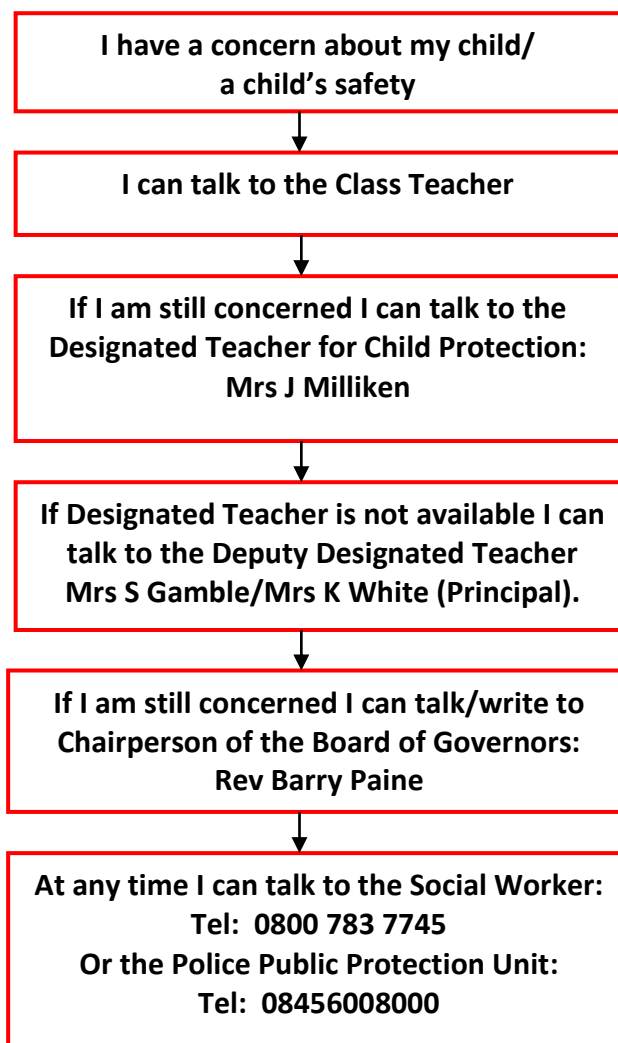 I have a concern about my child/
a child’s safety
I can talk to the Class Teacher
If I am still concerned I can talk to the
Designated Teacher for Child Protection:
Mrs J Milliken
If Designated Teacher is not available I can
talk to the Deputy Designated Teacher
Mrs S Gamble/Mrs K White (Principal).
If I am still concerned I can talk/write to
Chairperson of the Board of Governors:
Rev Barry Paine
At any time I can talk to the Social Worker:
Tel:  0800 783 7745
Or the Police Public Protection Unit:
Tel:  08456008000